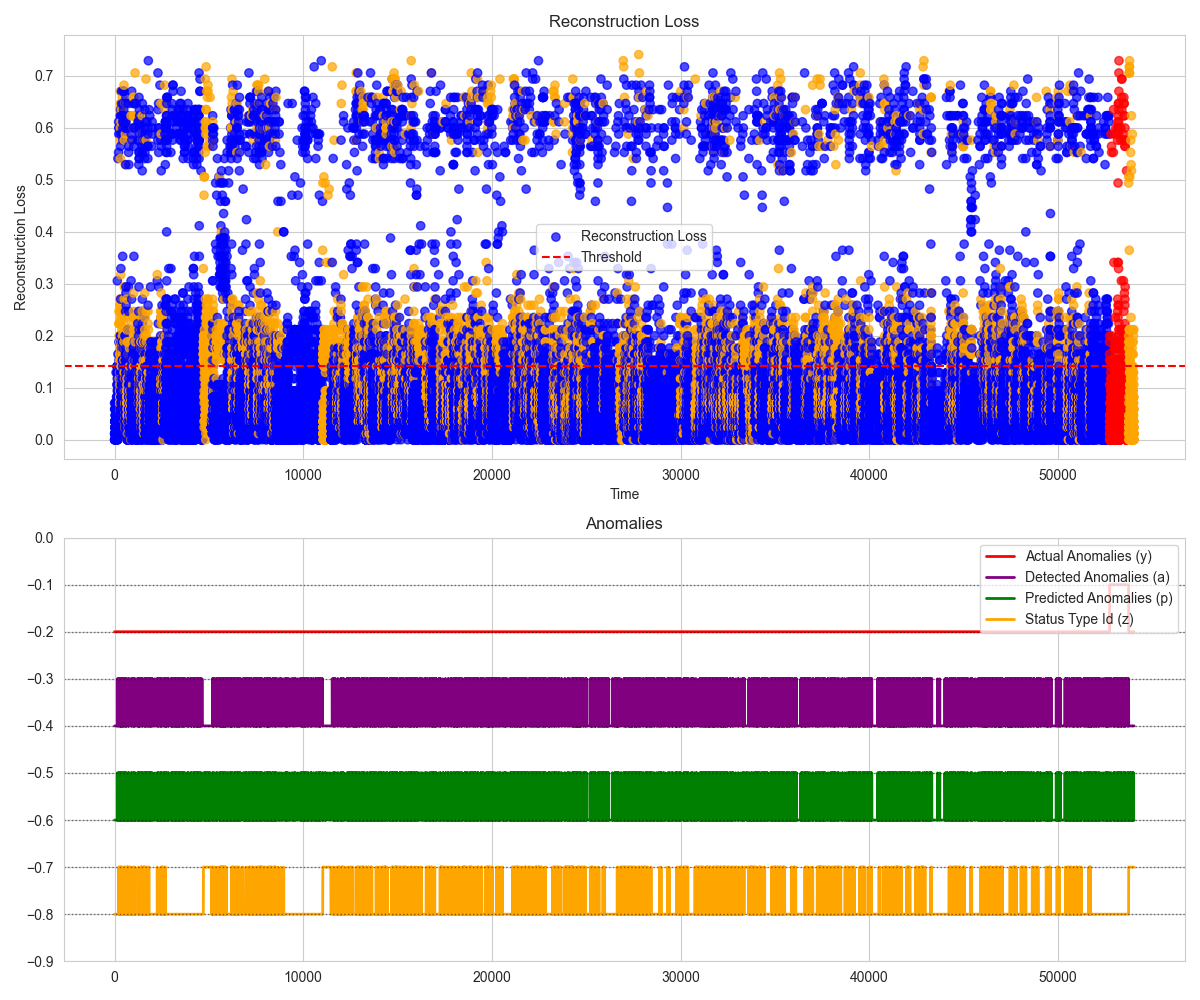 Reconstruction Loss
Reconstruction Loss
0.7
0.6
0.5
0.4
0.3
0.2
0.1
0.0
Reconstruction Loss
Threshold
0 10000 20000 30000 40000 50000
Time
Anomalies
0.0
−0.1
−0.2
−0.3
−0.4
−0.5
−0.6
−0.7
−0.8
−0.9
Actual Anomalies (y)
Detected Anomalies (a)
Predicted Anomalies (p)
Status Type Id (z)
0 10000 20000 30000 40000 50000